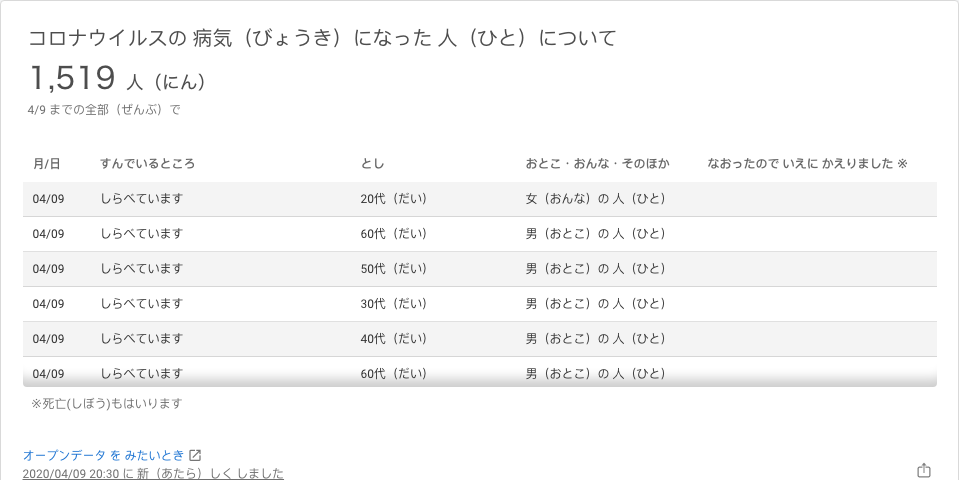 コロナウイルスの 病気（びょうき）になった 人（ひと）について
1,519 人（にん）
4/9 までの全部（ぜんぶ）で
月/日 すんでいるところ とし おとこ・おんな・そのほか なおったので いえに かえりました ※
04/09 しらべています 20代（だい） 女（おんな）の 人（ひと）
04/09 しらべています 60代（だい） 男（おとこ）の 人（ひと）
04/09 しらべています 50代（だい） 男（おとこ）の 人（ひと）
04/09 しらべています 30代（だい） 男（おとこ）の 人（ひと）
04/09 しらべています 40代（だい） 男（おとこ）の 人（ひと）
04/09 しらべています 60代（だい） 男（おとこ）の 人（ひと）
※死亡(しぼう)もはいります
オープンデータ を みたいとき
2020/04/09 20:30 に 新（あたら）しく しました